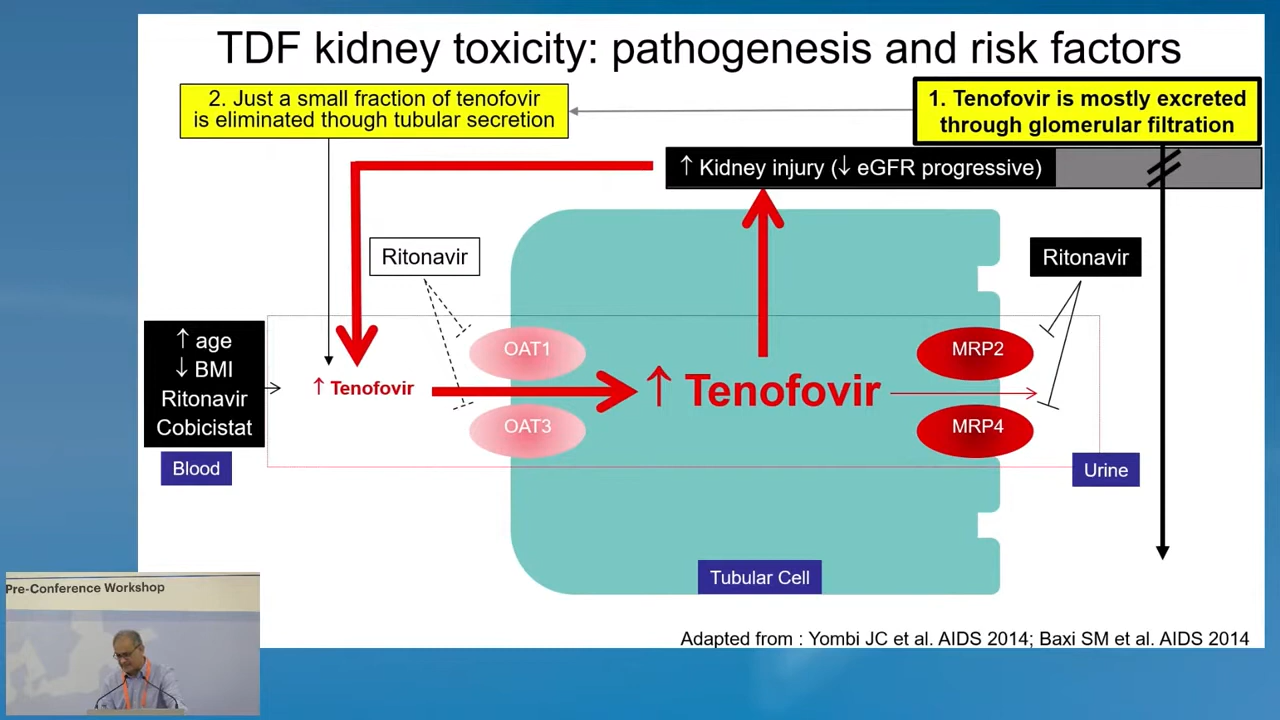 TDF kidney toxicity: pathogenesis and risk factors
2. Just a small fraction of tenofovir
is eliminated though tubular secretion
1. Tenofovir is mostly excreted
through glomerular filtration
↑ Kidney injury (↓ eGFR progressive)
Ritonavir
Ritonavir
↑ age
↓ BMI
Ritonavir
Cobicistat
↑ Tenofovir
OAT1
OAT3
↑ Tenofovir
MRP2
MRP4
Blood
Urine
Tubular Cell
Adapted from : Yombi JC et al. AIDS 2014; Baxi SM et al. AIDS 2014
Pre-Conference Workshop